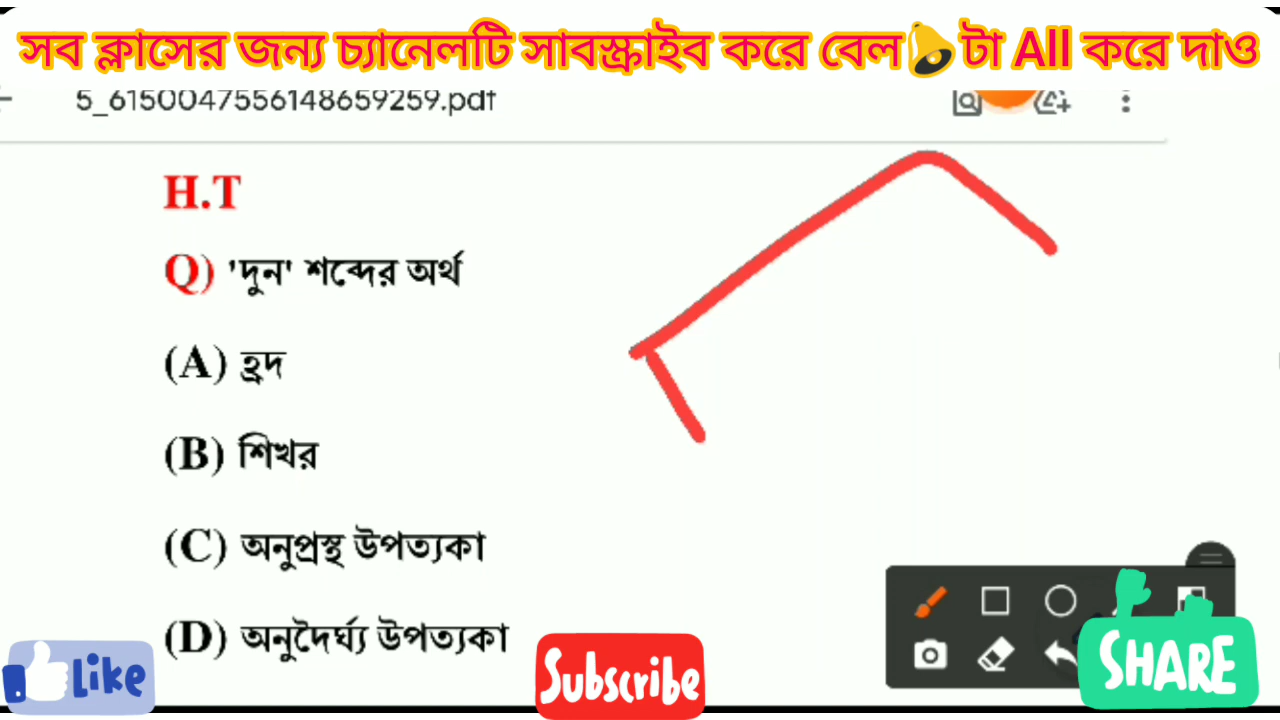 সব ক্লাসের জন্য চ্যানেলটি সাবস্ক্রাইব করে বেল🔔টা All করে দাও
5_6150047556148659259.pdf
H.T
Q) 'দুন' শব্দের অর্থ
(A) হ্রদ
(B) শিখর
(C) অনুপ্রস্থ উপত্যকা
(D) অনুদৈর্ঘ্য উপত্যকা
Like
Subscribe
SHARE